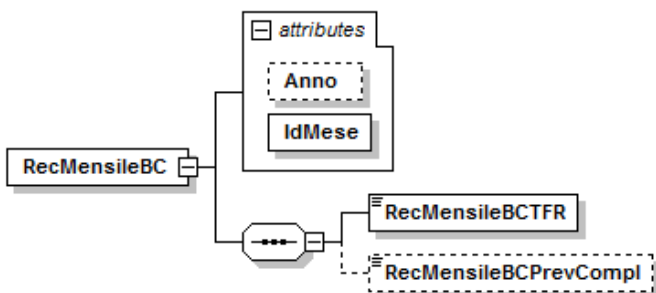 attributes
Anno
IdMese
RecMensileBC
RecMensileBCTFR
RecMensileBCPrevCompl